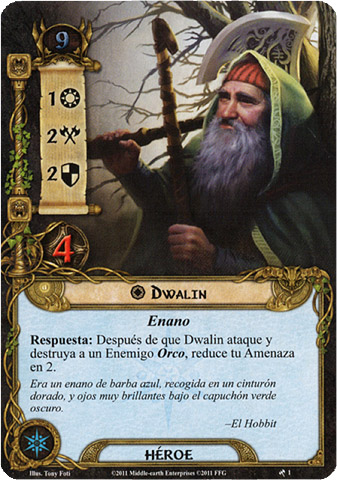 9
1
2
2
4
Dwalin
Enano
Respuesta: Después de que Dwalin ataque y
destruya a un Enemigo Orco, reduce tu Amenaza
en 2.
Era un enano de barba azul, recogida en un cinturón
dorado, y ojos muy brillantes bajo el capuchón verde
oscuro.
–El Hobbit
HÉROE
Illus. Tony Foti
©2011 Middle-earth Enterprises ©2011 FFG
1